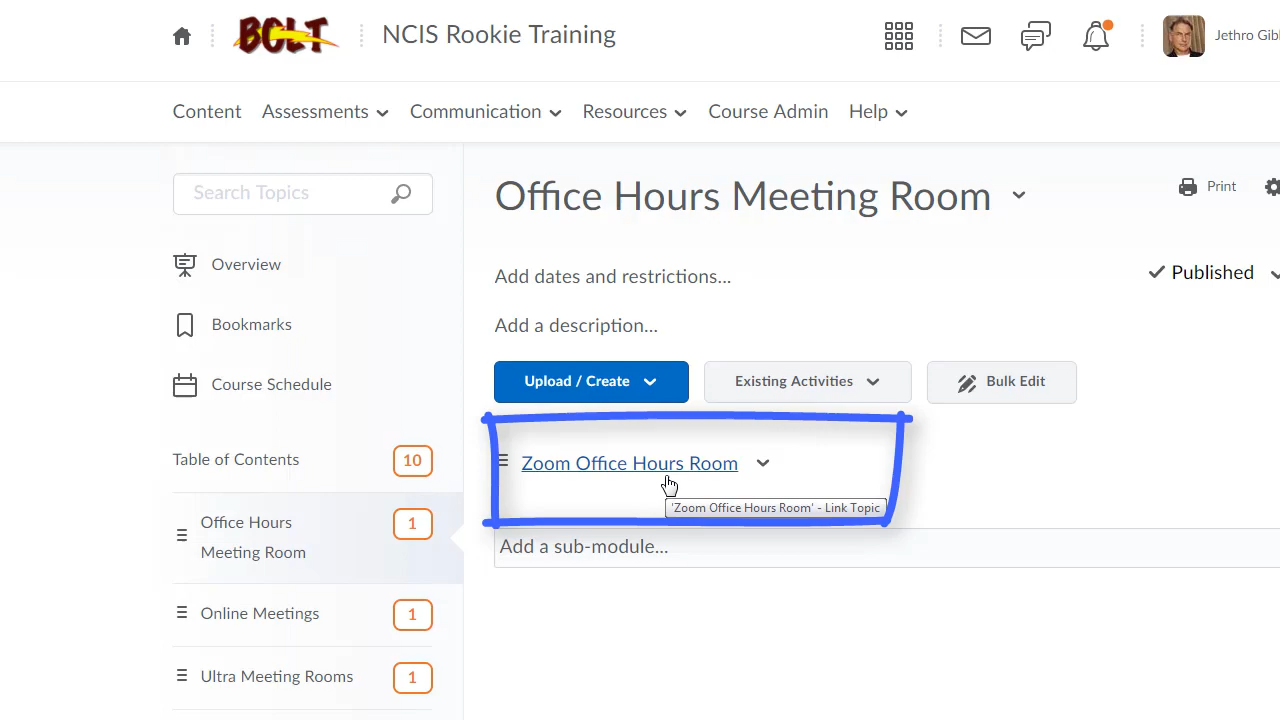 BOLT
NCIS Rookie Training
Jethro Gib
Content
Assessments
Communication
Resources
Course Admin
Help
Search Topics
Overview
Bookmarks
Course Schedule
Table of Contents
10
Office Hours
Meeting Room
1
Online Meetings
1
Ultra Meeting Rooms
1
Office Hours Meeting Room
Print
Add dates and restrictions...
Published
Add a description...
Upload / Create
Existing Activities
Bulk Edit
Zoom Office Hours Room
'Zoom Office Hours Room' - Link Topic
Add a sub-module...